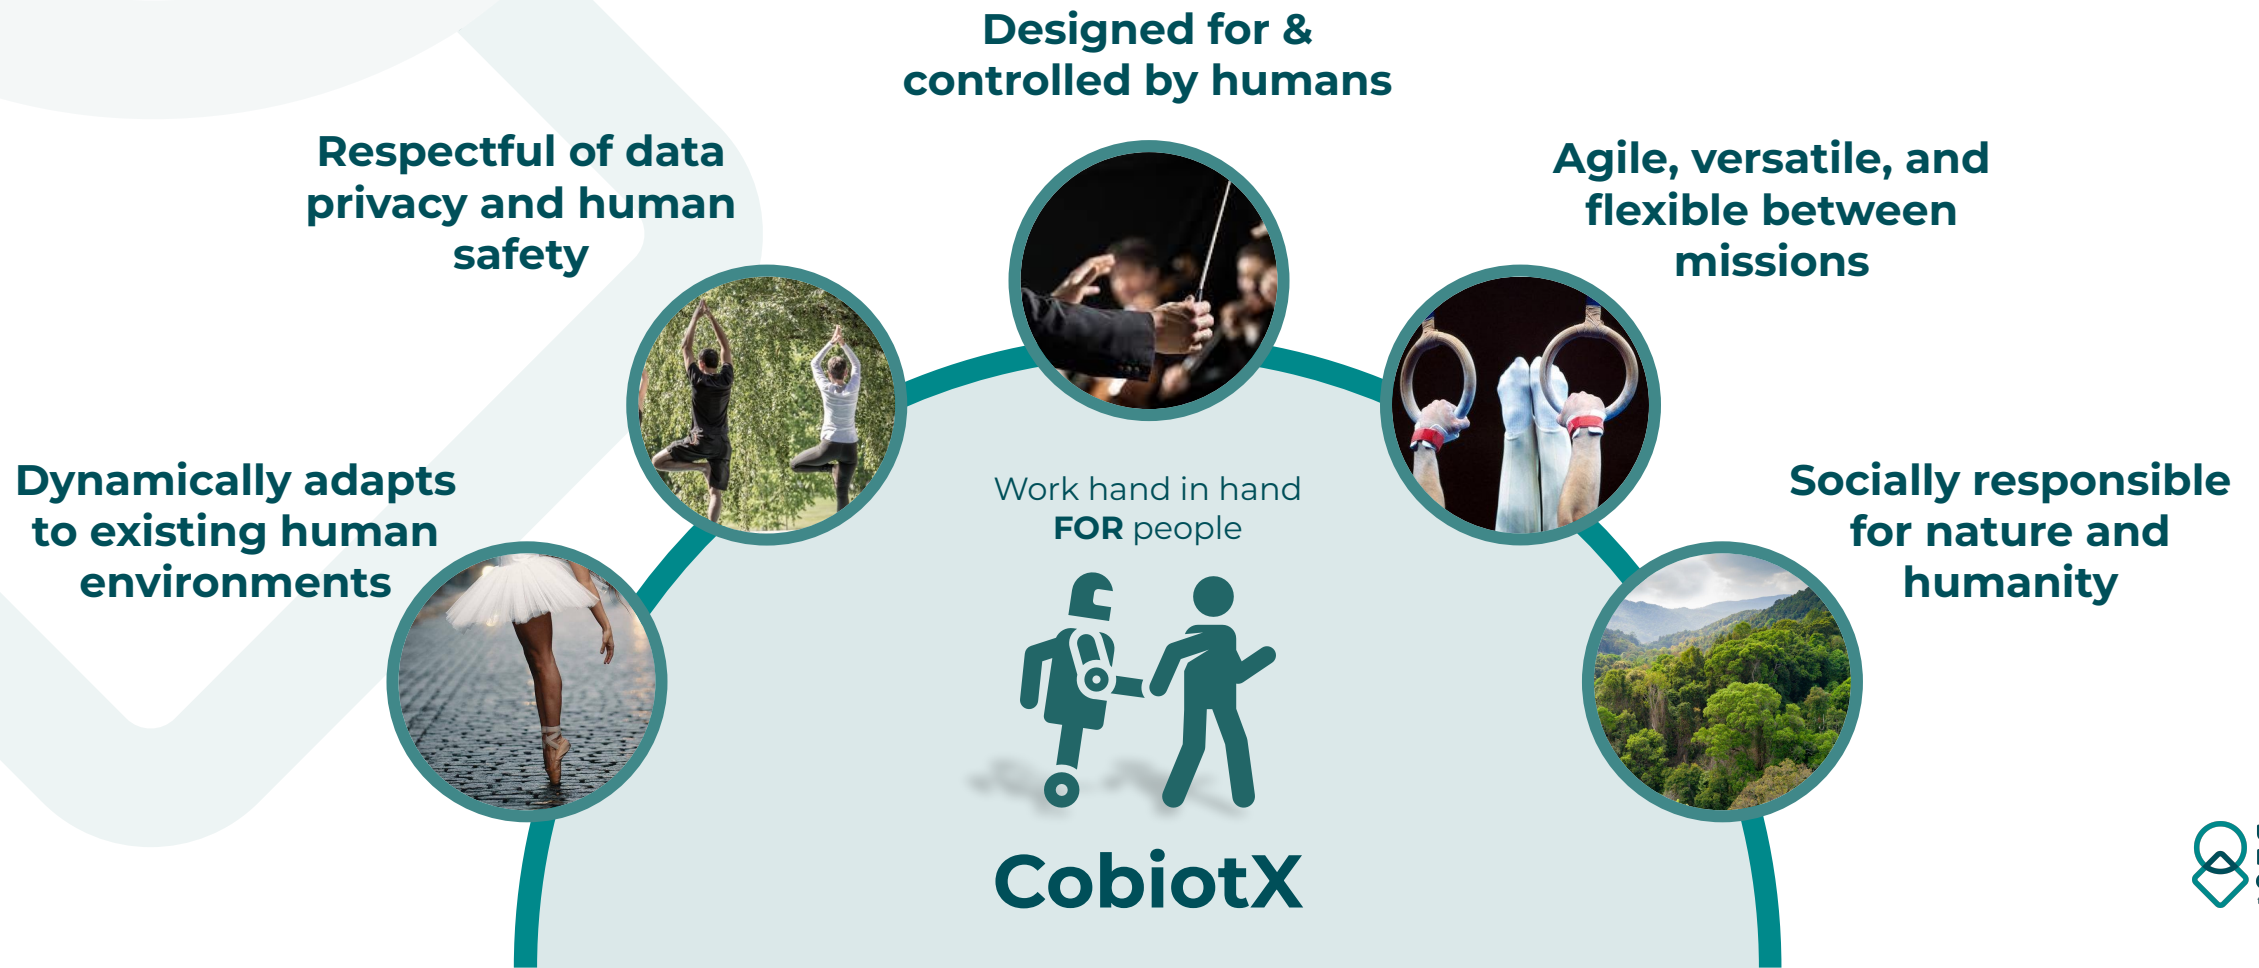 Designed for &
controlled by humans
Respectful of data
privacy and human
safety
Agile, versatile, and
flexible between
missions
Dynamically adapts
to existing human
environments
Socially responsible
for nature and
humanity
Work hand in hand
FOR people
CobiotX